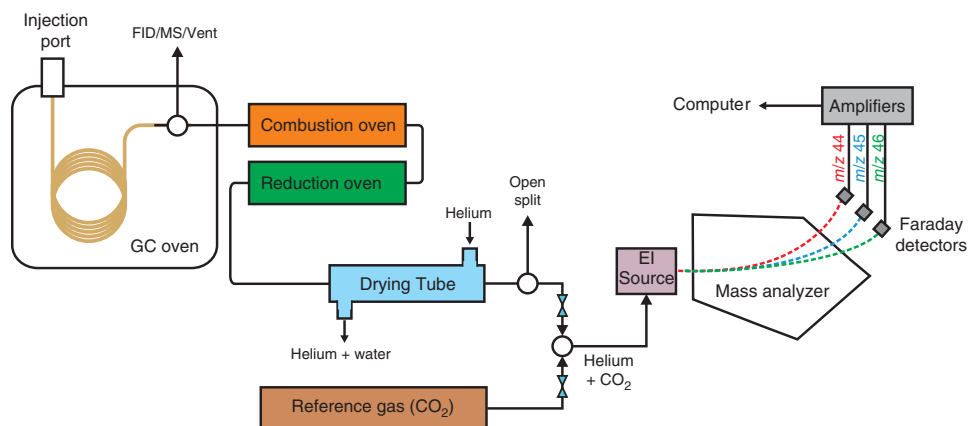 Injection
port
FID/MS/Vent
GC oven
Combustion oven
Reduction oven
Helium
Drying Tube
Helium + water
Open
split
Reference gas (CO₂)
Helium
+ CO₂
EI
Source
Mass analyzer
Computer
Amplifiers
m/z 44
m/z 45
m/z 46
Faraday
detectors